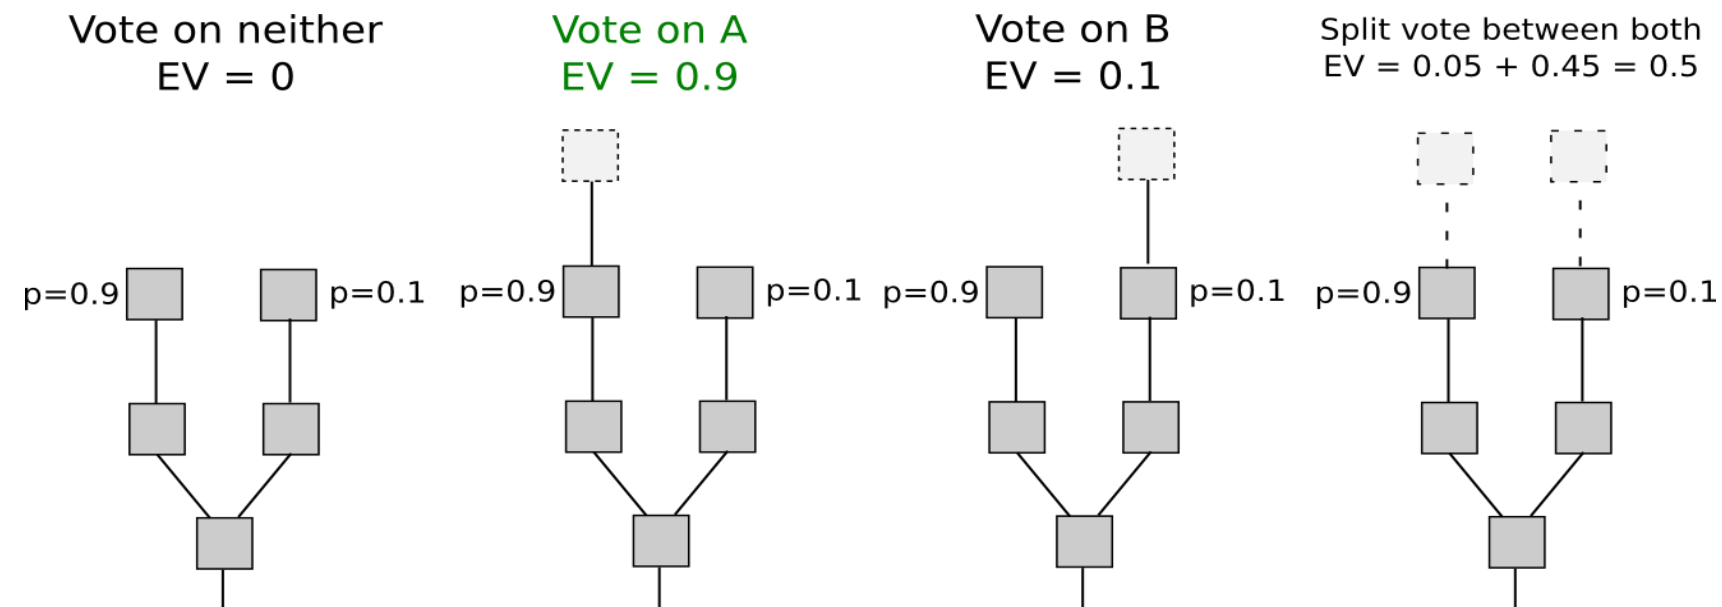 Vote on neither
EV = 0
Vote on A
EV = 0.9
Vote on B
EV = 0.1
Split vote between both
EV = 0.05 + 0.45 = 0.5
p=0.9
p=0.1
p=0.9
p=0.1
p=0.9
p=0.1
p=0.9
p=0.1